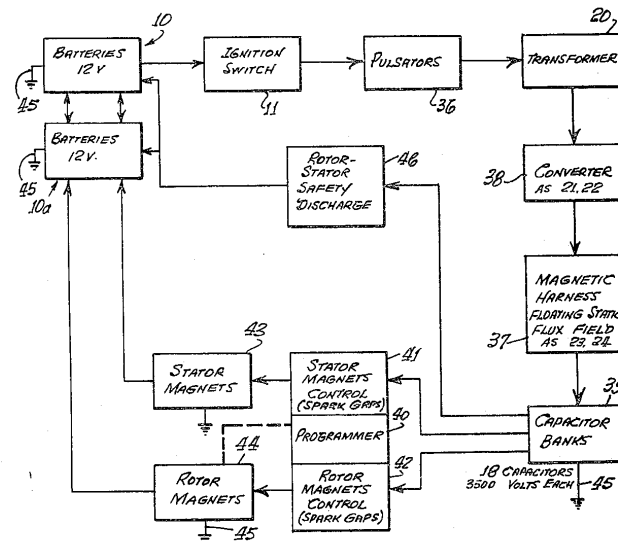 10
BATTERIES
12 V
45
IGNITION
SWITCH
11
PULSATORS
36
20
TRANSFORMER
BATTERIES
12 V.
45
10a
ROTOR-
STATOR
SAFETY
DISCHARGE
46
CONVERTER
AS 21, 22
38
MAGNETIC
HARNESS
FLOATING STATIC
FLUX FIELD
AS 23, 24
37
43
STATOR
MAGNETS
41
STATOR
MAGNETS
CONTROL
(SPARK GAPS)
40
PROGRAMMER
39
CAPACITOR
BANKS
18 CAPACITORS
3500 VOLTS EACH
45
44
ROTOR
MAGNETS
45
42
ROTOR
MAGNETS
CONTROL
(SPARK GAPS)